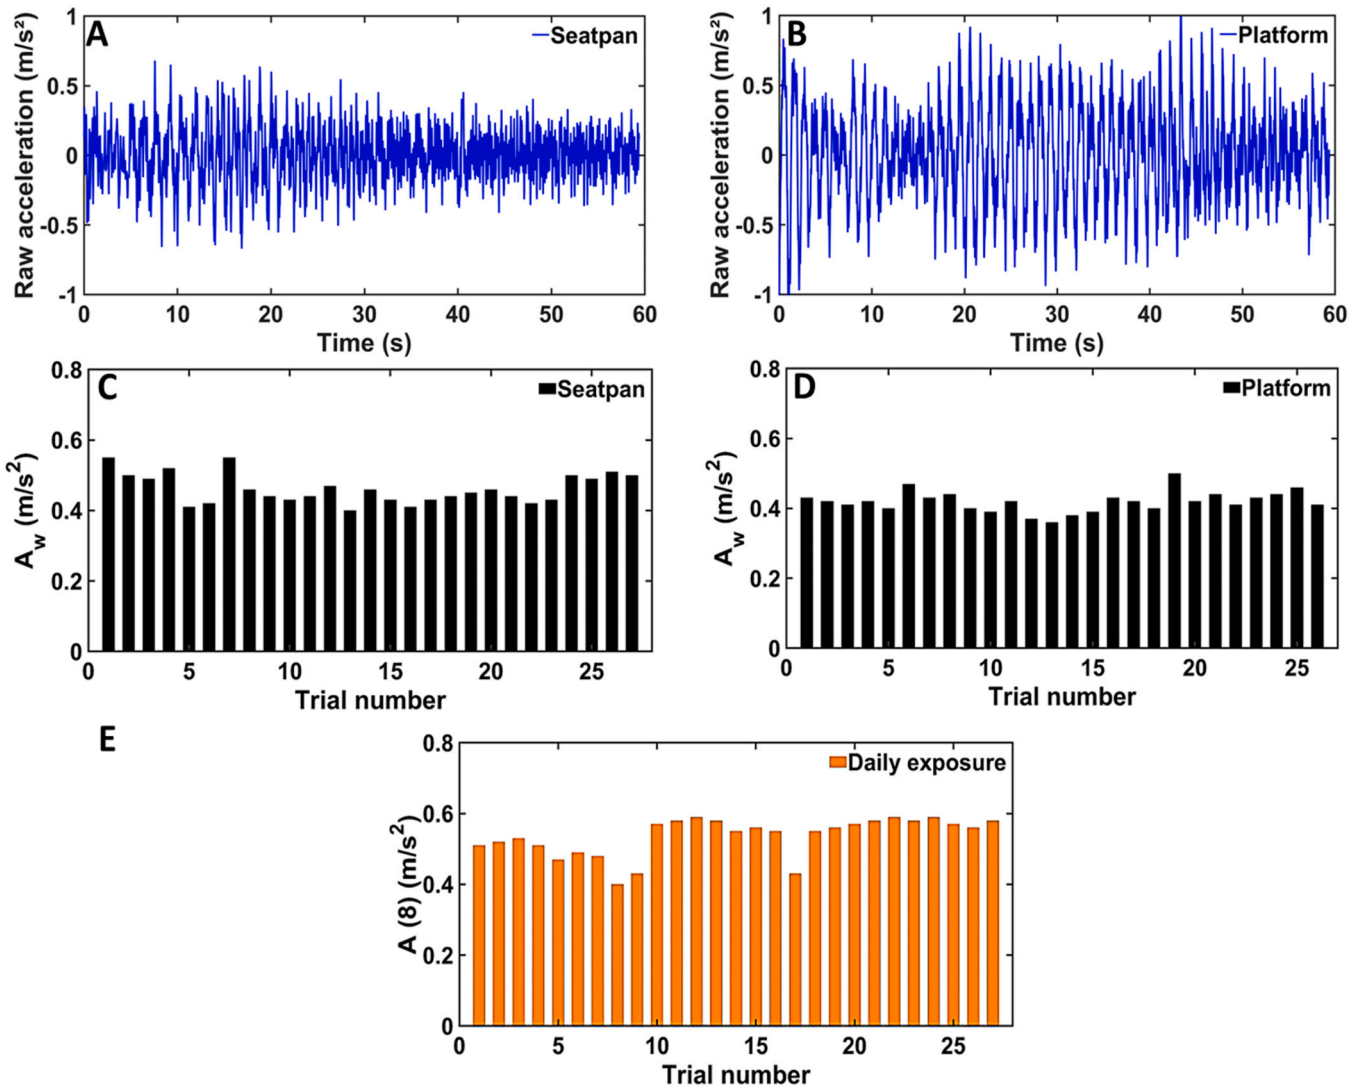 A
Seatpan
Raw acceleration (m/s²)
1
0.5
0
-0.5
-1
0 10 20 30 40 50 60
Time (s)
B
Platform
Raw acceleration (m/s²)
1
0.5
0
-0.5
-1
0 10 20 30 40 50 60
Time (s)
C
Seatpan
A_w (m/s²)
0.8
0.6
0.4
0.2
0
0 5 10 15 20 25
Trial number
D
Platform
A_w (m/s²)
0.8
0.6
0.4
0.2
0
0 5 10 15 20 25
Trial number
E
Daily exposure
A (8) (m/s²)
0.8
0.6
0.4
0.2
0
0 5 10 15 20 25
Trial number